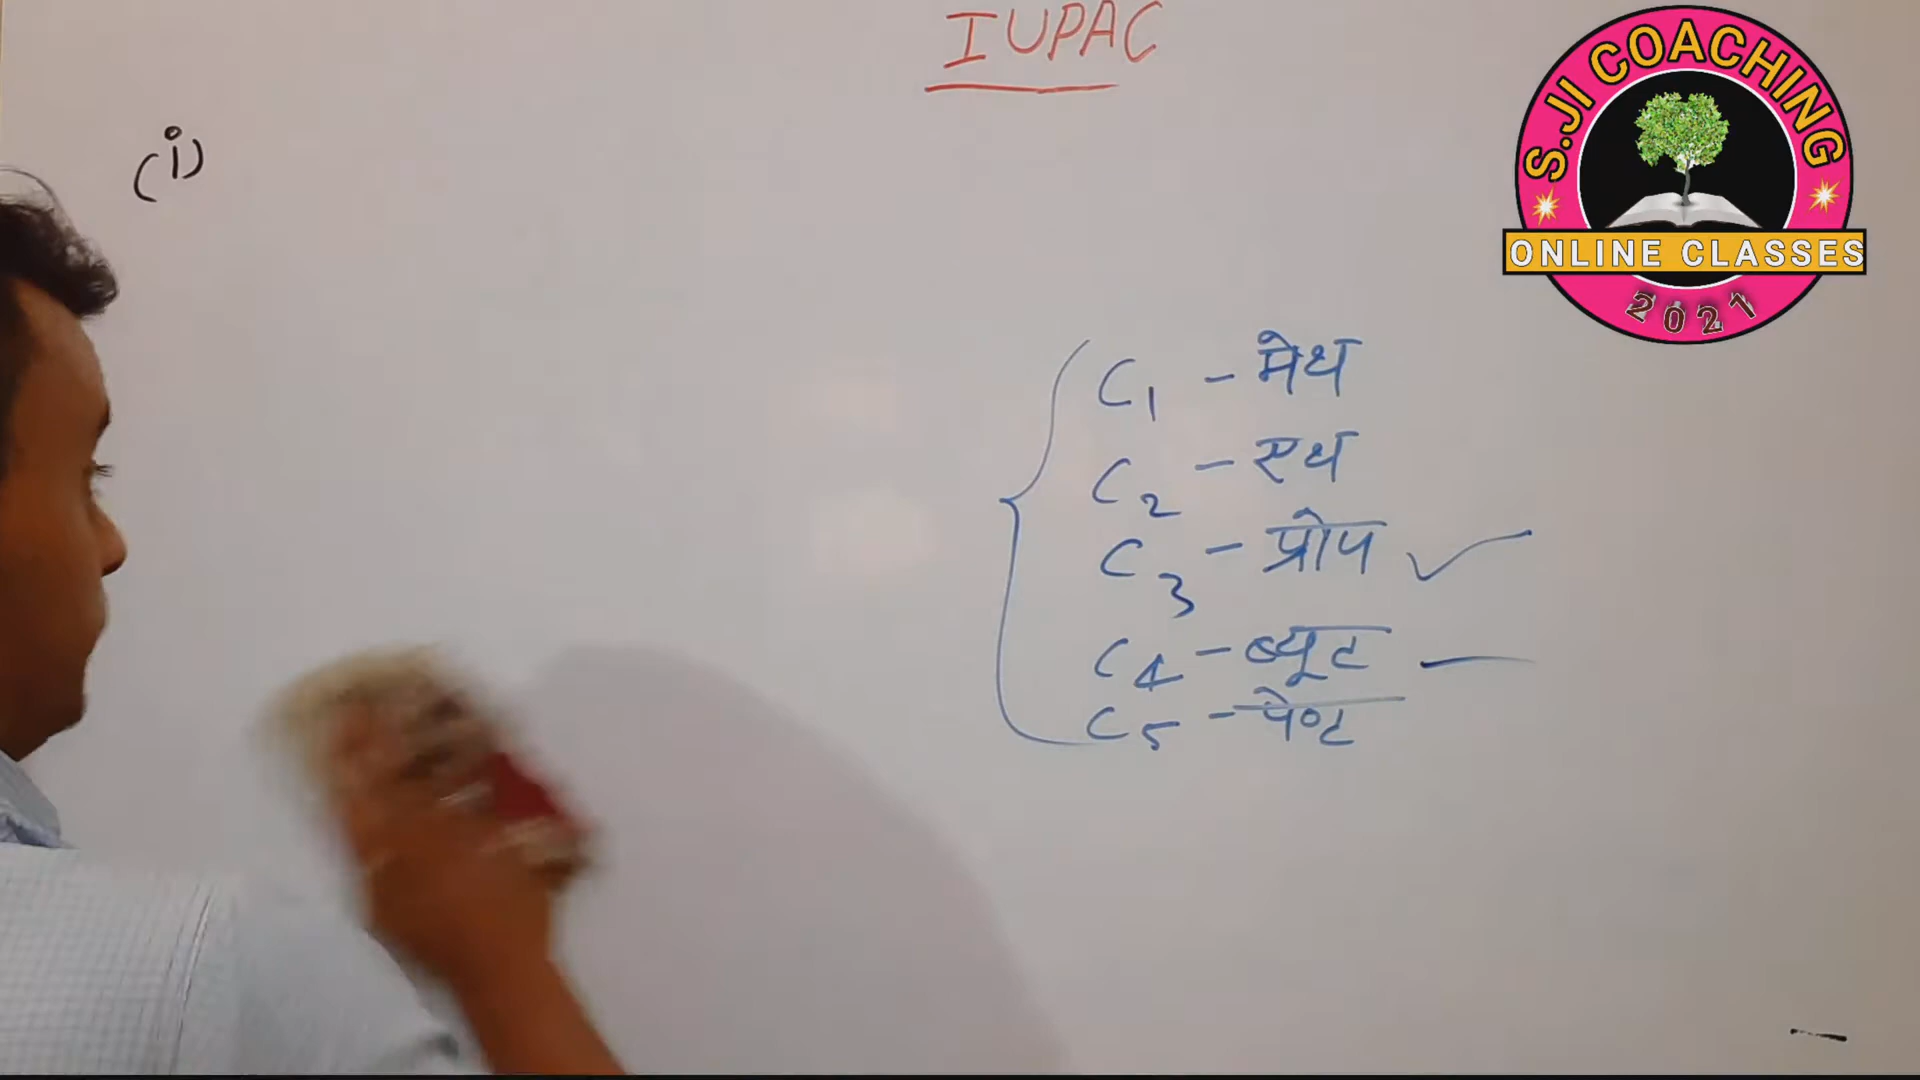 IUPAC
(i)
S.JI COACHING
ONLINE CLASSES
2021
C1 - मेथ
C2 - एथ
C3 - प्रोप ✓
C4 - ब्यूट —
C5 - पेण्ट